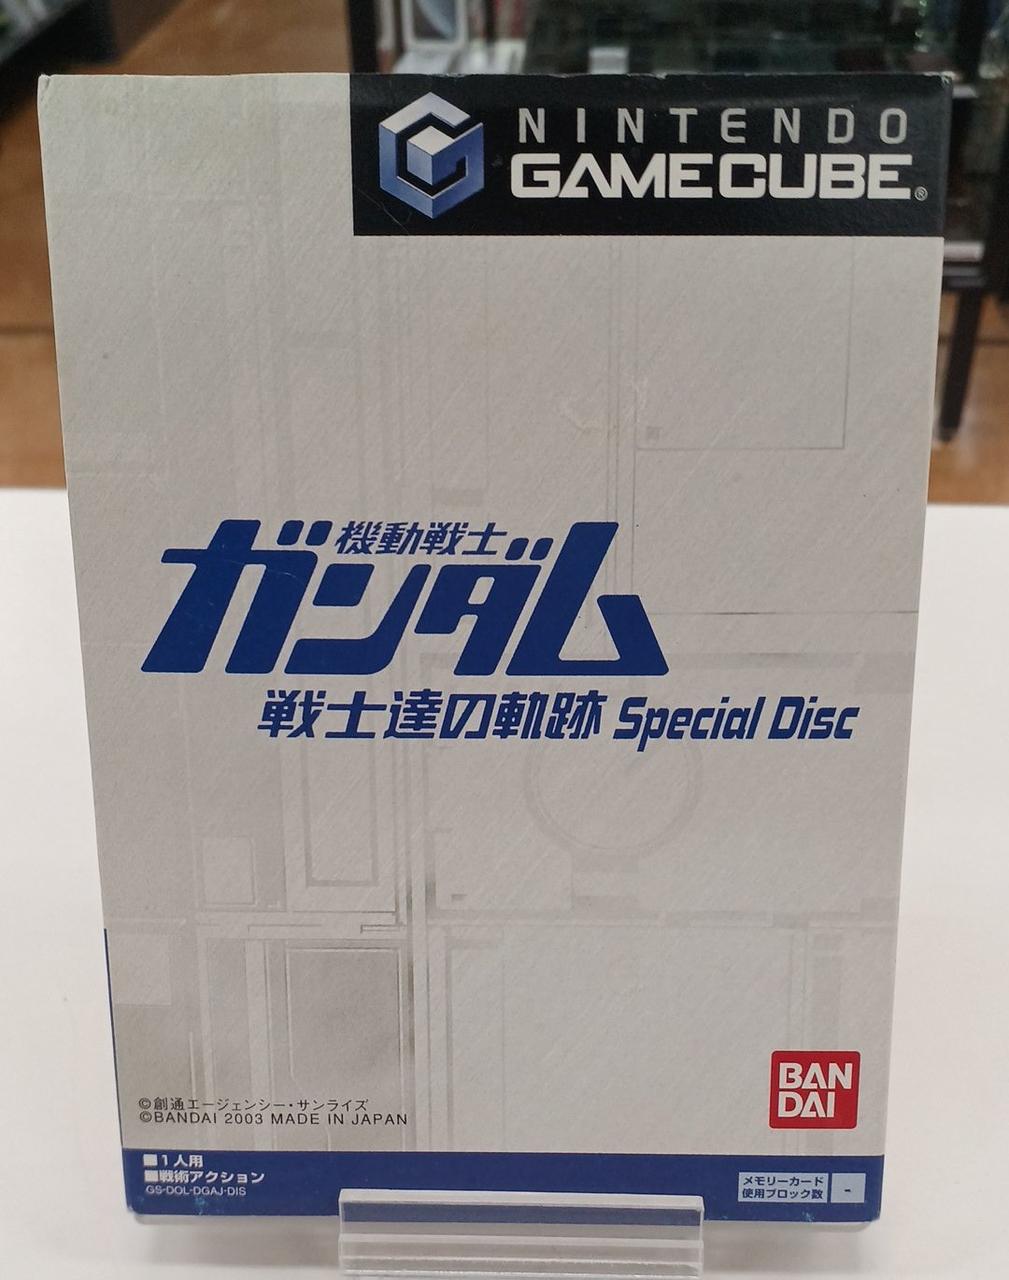 NINTENDO
GAMECUBE®
機動戦士
ガンダム
戦士達の軌跡 Special Disc
BAN
DAI
©創通エージェンシー・サンライズ
©BANDAI 2003 MADE IN JAPAN
■1人用
■戦術アクション
GS-DOL-DGAJ-DIS
メモリーカード
使用ブロック数 -